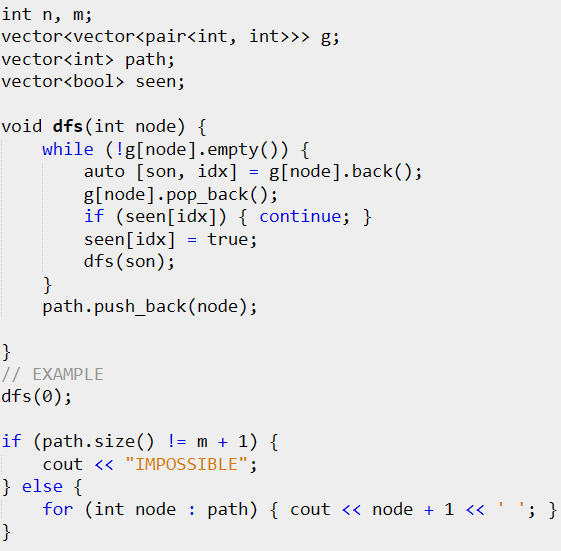 int n, m;
vector<vector<pair<int, int>>> g;
vector<int> path;
vector<bool> seen;

void dfs(int node) {
    while (!g[node].empty()) {
        auto [son, idx] = g[node].back();
        g[node].pop_back();
        if (seen[idx]) { continue; }
        seen[idx] = true;
        dfs(son);
    }
    path.push_back(node);

}
// EXAMPLE
dfs(0);

if (path.size() != m + 1) {
    cout << "IMPOSSIBLE";
} else {
    for (int node : path) { cout << node + 1 << ' '; }
}